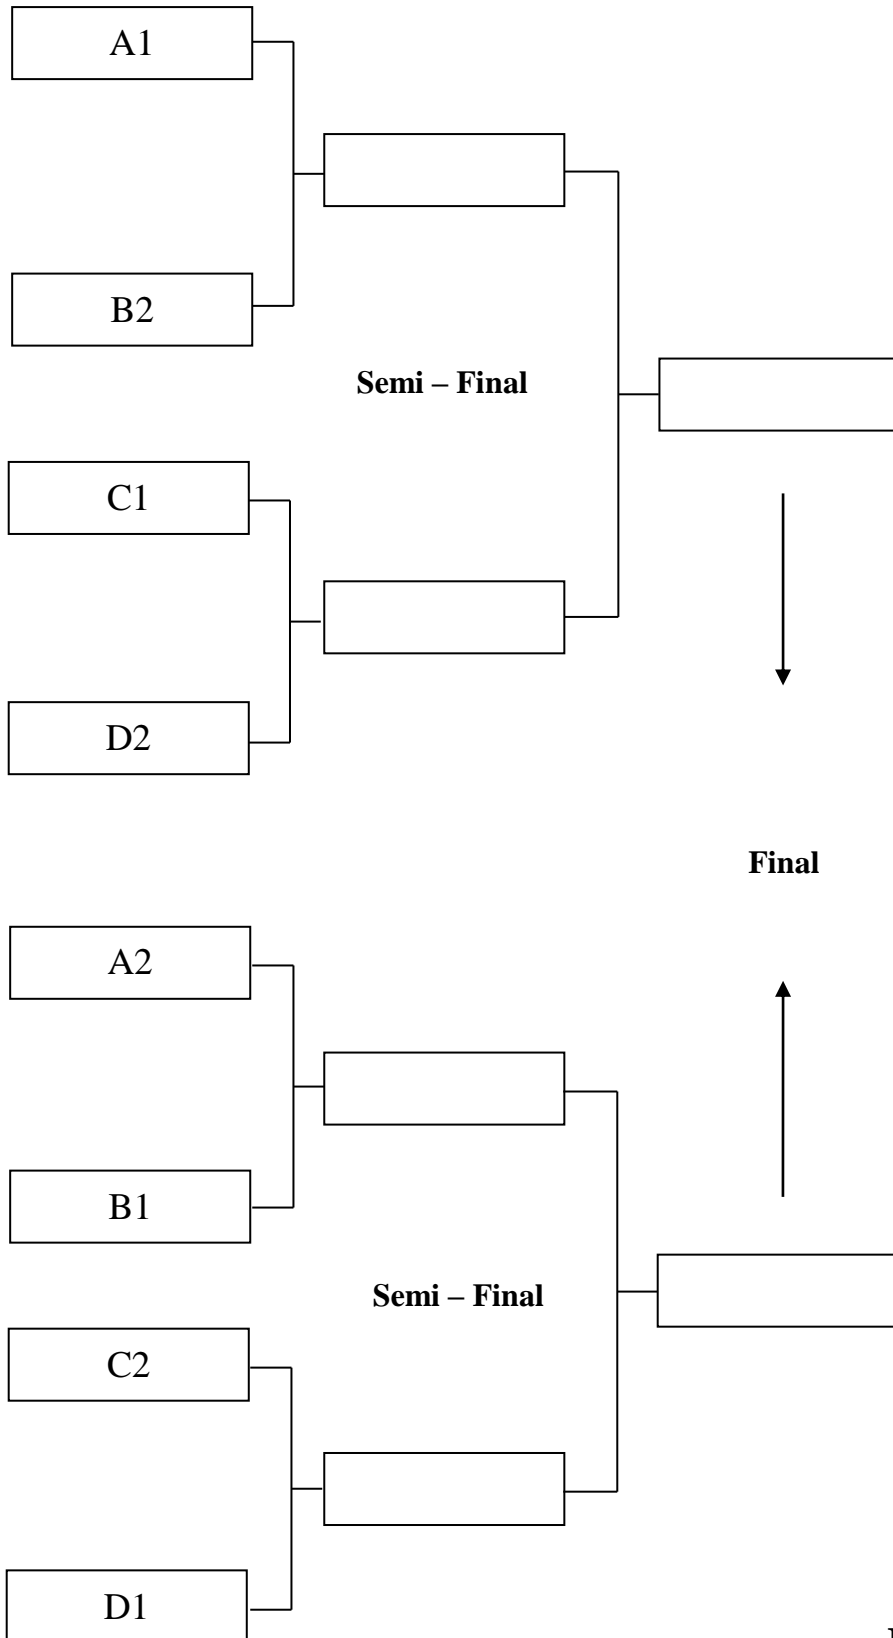 A1
B2
Semi – Final
C1
D2
Final
A2
B1
Semi – Final
C2
D1